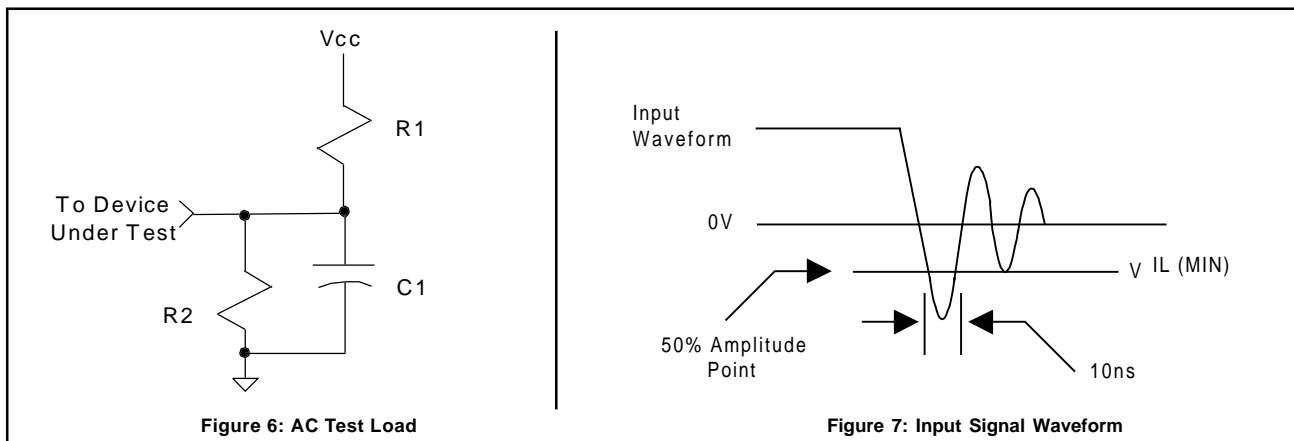 Vcc
R1
To Device
Under Test
R2
C1
Figure 6: AC Test Load
Input
Waveform
0V
V IL (MIN)
50% Amplitude
Point
10ns
Figure 7: Input Signal Waveform